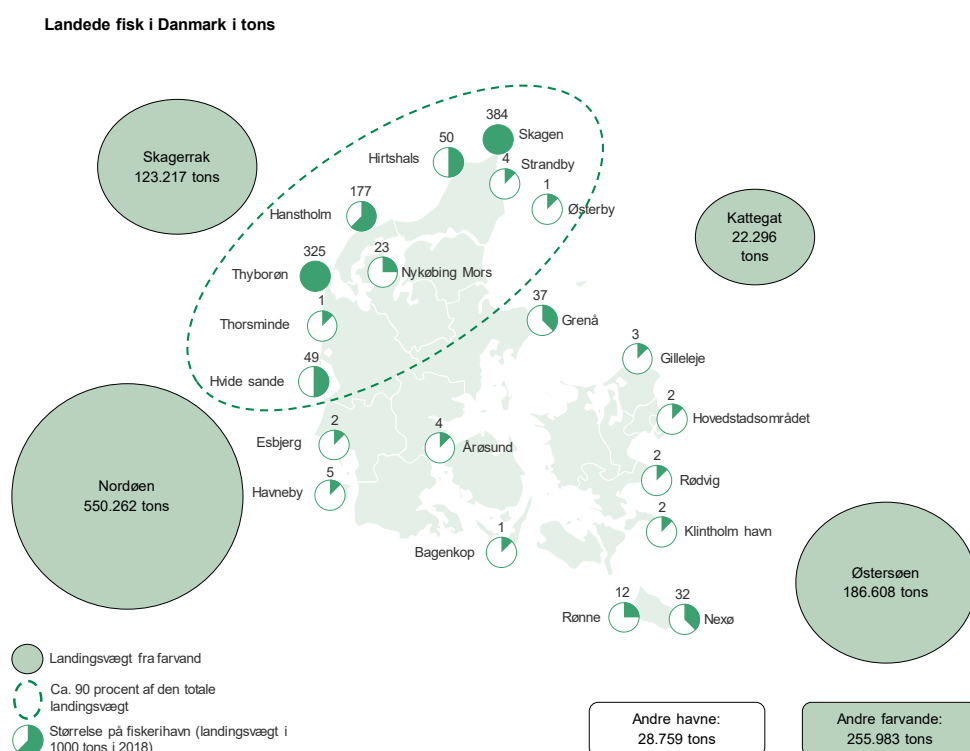 Landede fisk i Danmark i tons
Skagerrak
123.217 tons
384
Skagen
50
Hirtshals
4
Strandby
1
Østerby
177
Hanstholm
23
Nykøbing Mors
325
Thyborøn
1
Thorsminde
49
Hvide sande
Kattegat
22.296
tons
37
Grenå
3
Gilleleje
2
Hovedstadsområdet
2
Esbjerg
4
Årøsund
2
Rødvig
5
Havneby
Nordøen
550.262 tons
2
Klintholm havn
1
Bagenkop
Østersøen
186.608 tons
12
Rønne
32
Nexø
Landingsvægt fra farvand
Ca. 90 procent af den totale
landingsvægt
Størrelse på fiskerihavn (landingsvægt i
1000 tons i 2018)
Andre havne:
28.759 tons
Andre farvande:
255.983 tons